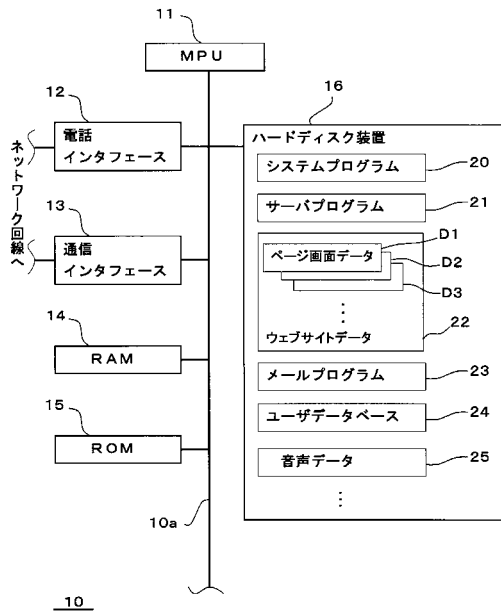 11
MPU
12
電話
インタフェース
ネットワーク回線へ
13
通信
インタフェース
14
RAM
15
ROM
10a
10
16
ハードディスク装置
システムプログラム
20
サーバプログラム
21
ページ画面データ
D1
D2
D3
ウェブサイトデータ
22
メールプログラム
23
ユーザデータベース
24
音声データ
25